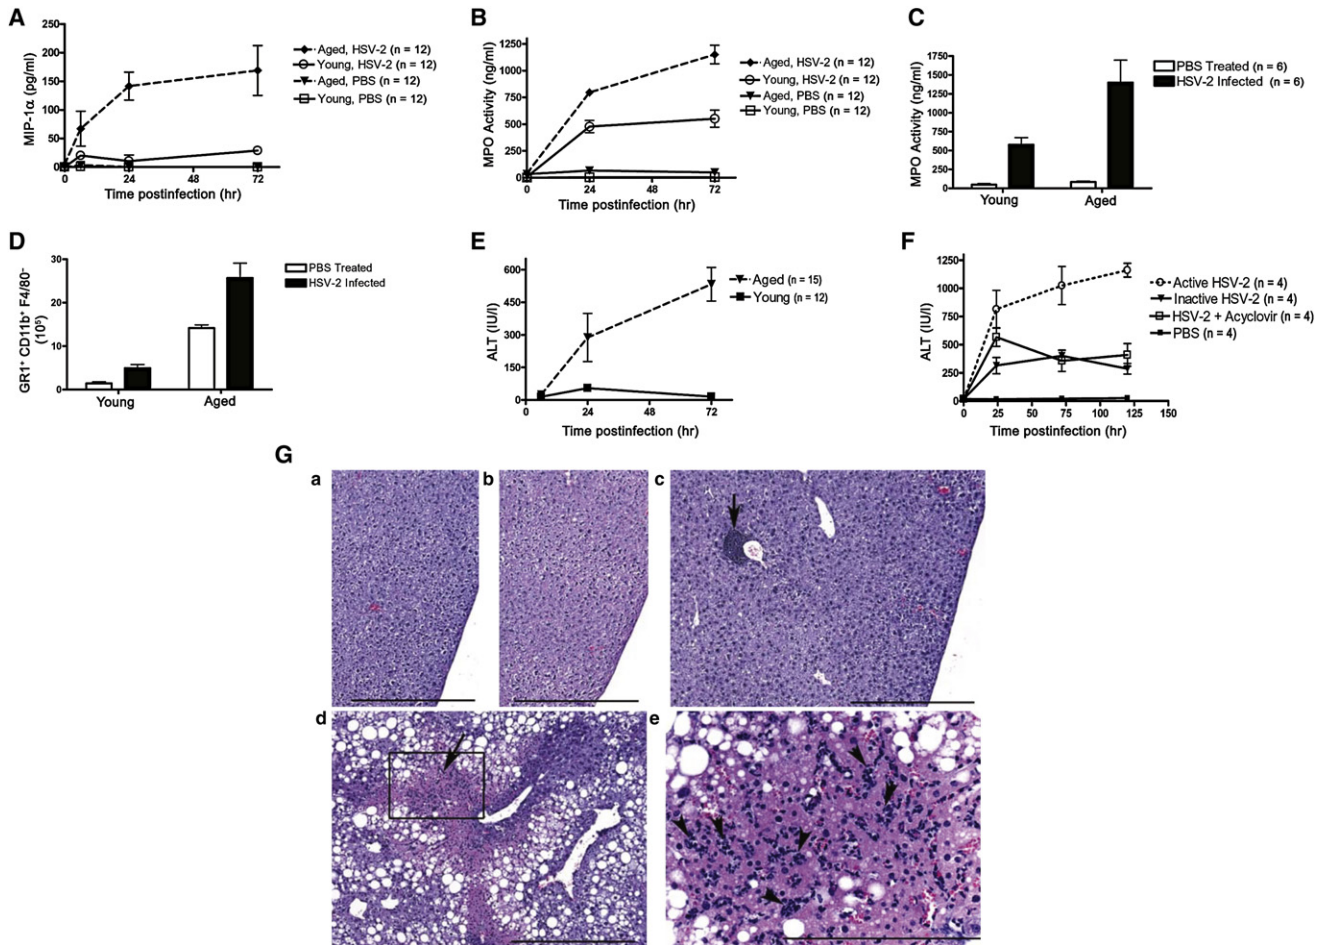 A
MIP-1α (pg/ml)
250
200
150
100
50
0
0 24 48 72
Time postinfection (hr)
Aged, HSV-2 (n = 12)
Young, HSV-2 (n = 12)
Aged, PBS (n = 12)
Young, PBS (n = 12)
B
MPO Activity (ng/ml)
1250
1000
750
500
250
0
0 24 48 72
Time postinfection (hr)
Aged, HSV-2 (n = 12)
Young, HSV-2 (n = 12)
Aged, PBS (n = 12)
Young, PBS (n = 12)
C
MPO Activity (ng/ml)
1750
1500
1250
1000
750
500
250
0
Young Aged
PBS Treated (n = 6)
HSV-2 Infected (n = 6)
D
GR1⁺ CD11b⁺ F4/80⁻
(10⁵)
30
20
10
0
Young Aged
PBS Treated
HSV-2 Infected
E
ALT (IU/l)
600
450
300
150
0
0 24 48 72
Time postinfection (hr)
Aged (n = 15)
Young (n = 12)
F
ALT (IU/l)
1250
1000
750
500
250
0
0 25 50 75 100 125 150
Time postinfection (hr)
Active HSV-2 (n = 4)
Inactive HSV-2 (n = 4)
HSV-2 + Acyclovir (n = 4)
PBS (n = 4)
G
a
b
c
d
e